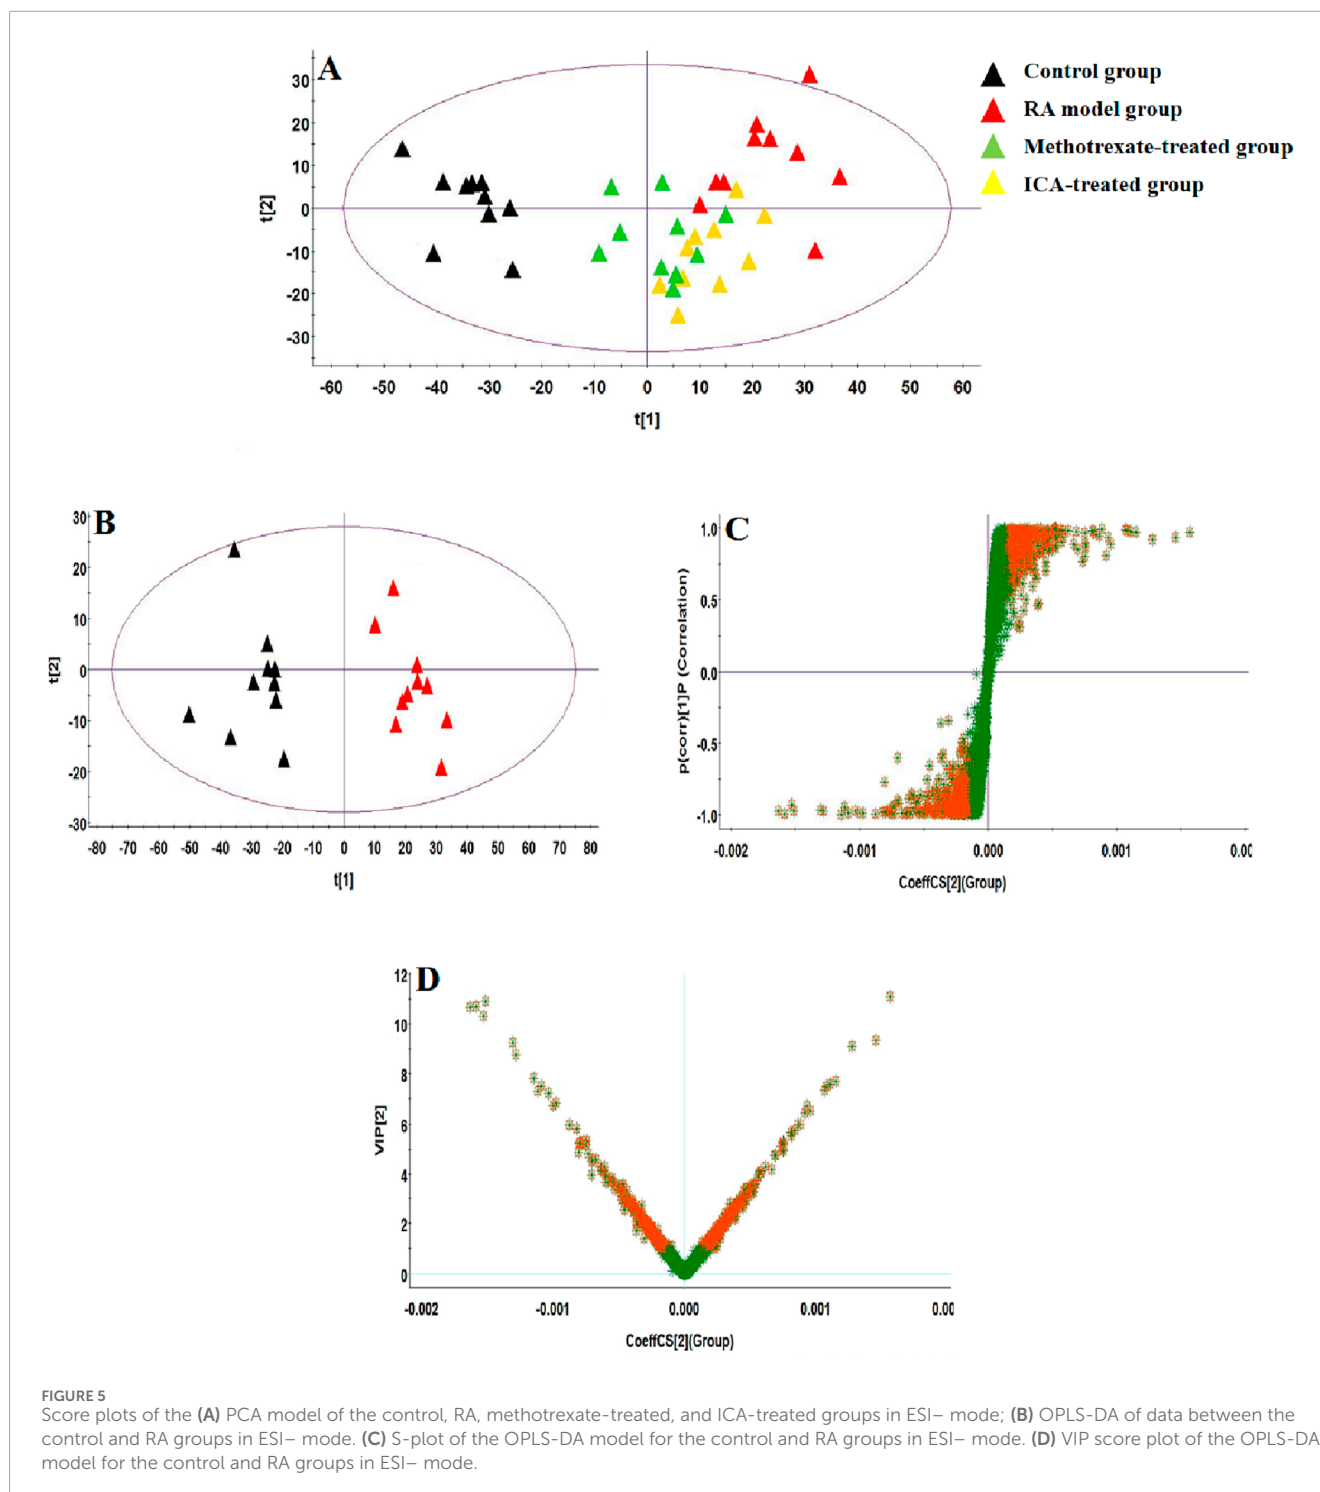 A
Control group
RA model group
Methotrexate-treated group
ICA-treated group
30
20
10
0
-10
-20
-30
t[2]
-60 -50 -40 -30 -20 -10 0 10 20 30 40 50 60
t[1]
B
30
20
10
0
-10
-20
-30
t[2]
-80 -70 -60 -50 -40 -30 -20 -10 0 10 20 30 40 50 60 70 80
t[1]
C
1.0
0.5
0.0
-0.5
-1.0
p(corr)[1]P (Correlation)
-0.002 -0.001 0.000 0.001 0.00
CoeffCS[2](Group)
D
12
10
8
6
4
2
0
VIP[2]
-0.002 -0.001 0.000 0.001 0.00
CoeffCS[2](Group)
FIGURE 5
Score plots of the (A) PCA model of the control, RA, methotrexate-treated, and ICA-treated groups in ESI− mode; (B) OPLS-DA of data between the
control and RA groups in ESI− mode. (C) S-plot of the OPLS-DA model for the control and RA groups in ESI− mode. (D) VIP score plot of the OPLS-DA
model for the control and RA groups in ESI− mode.